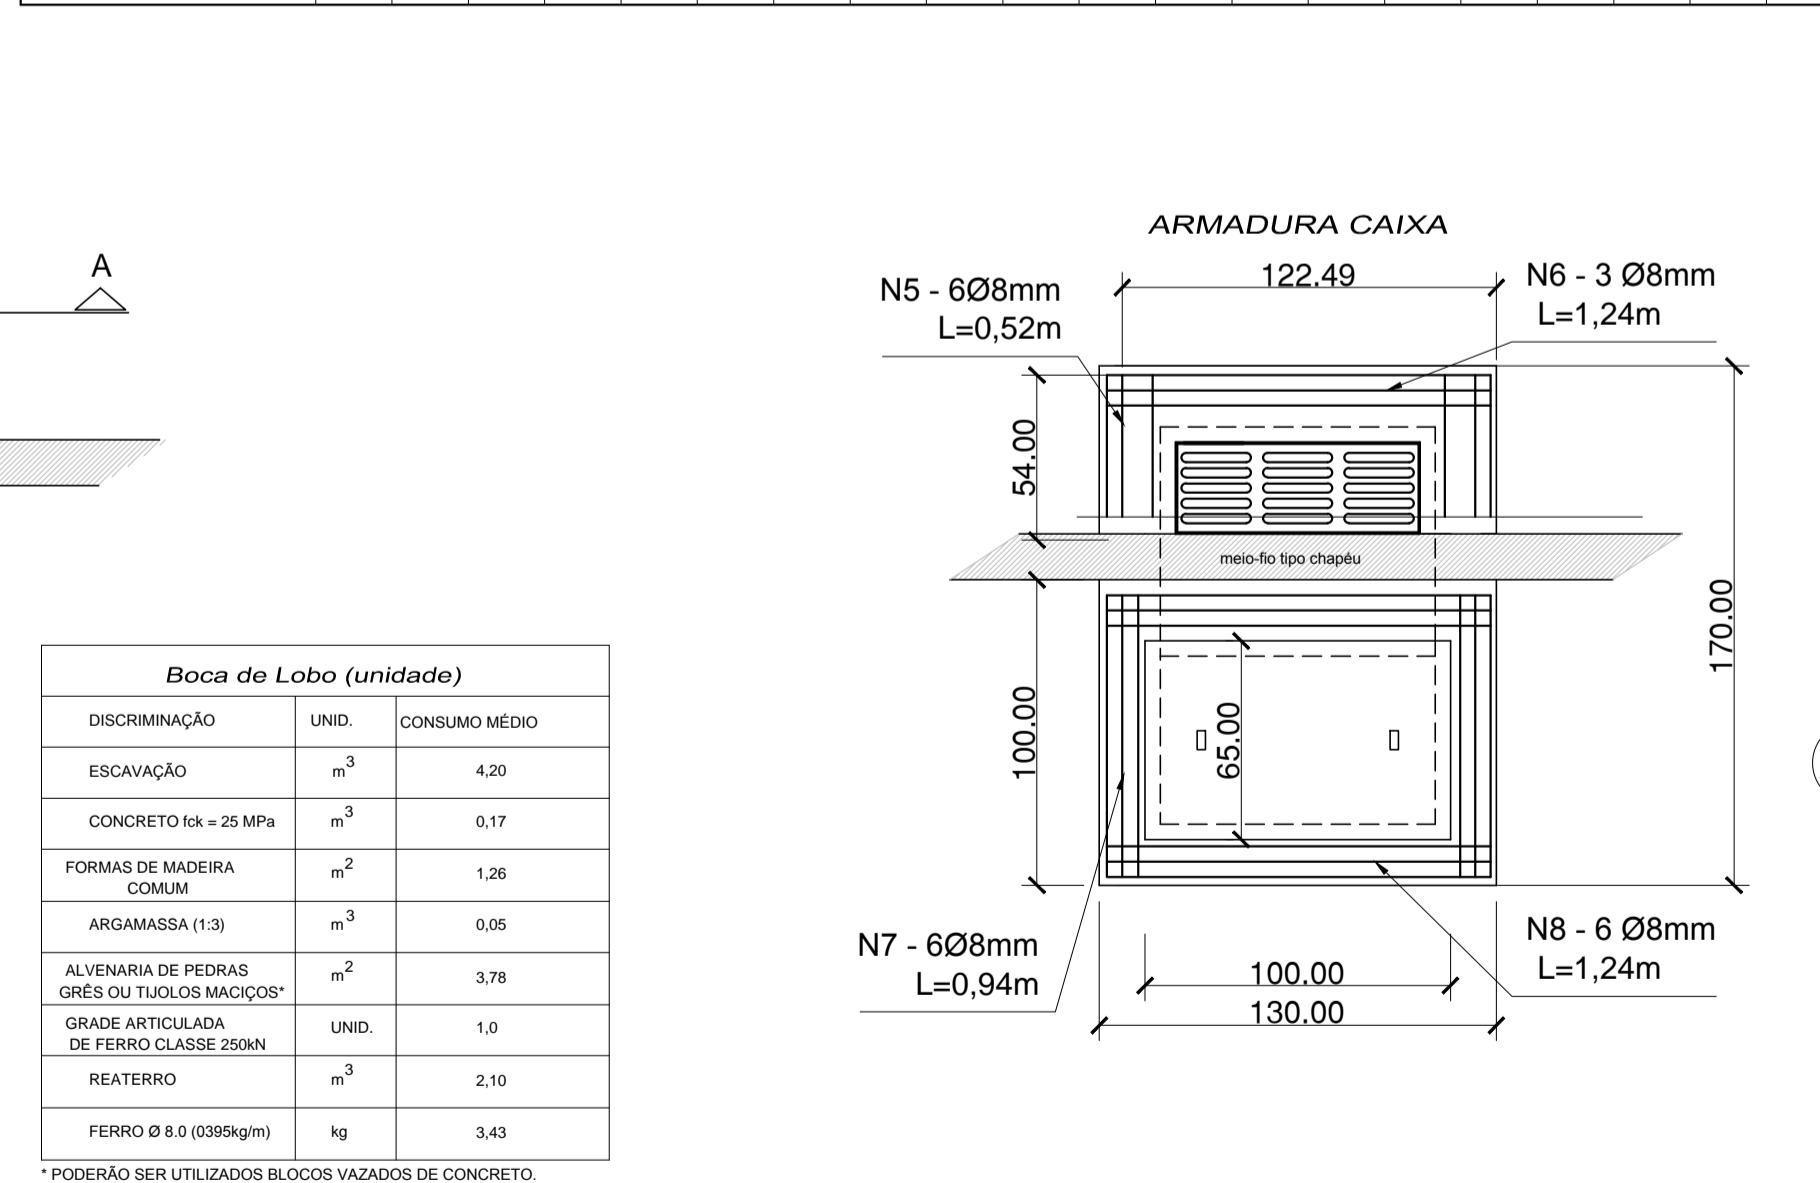 A
ARMADURA CAIXA
122.49
N5 - 6Ø8mm
L=0,52m
N6 - 3 Ø8mm
L=1,24m
54.00
meio-fio tipo chapéu
170.00
100.00
65.00
N7 - 6Ø8mm
L=0,94m
N8 - 6 Ø8mm
L=1,24m
100.00
130.00
Boca de Lobo (unidade)
DISCRIMINAÇÃO UNID. CONSUMO MÉDIO
ESCAVAÇÃO m3 4,20
CONCRETO fck = 25 MPa m3 0,17
FORMAS DE MADEIRA
COMUM m2 1,26
ARGAMASSA (1:3) m3 0,05
ALVENARIA DE PEDRAS
GRÊS OU TIJOLOS MACIÇOS* m2 3,78
GRADE ARTICULADA
DE FERRO CLASSE 250kN UNID. 1,0
REATERRO m3 2,10
FERRO Ø 8.0 (0395kg/m) kg 3,43
* PODERÃO SER UTILIZADOS BLOCOS VAZADOS DE CONCRETO.